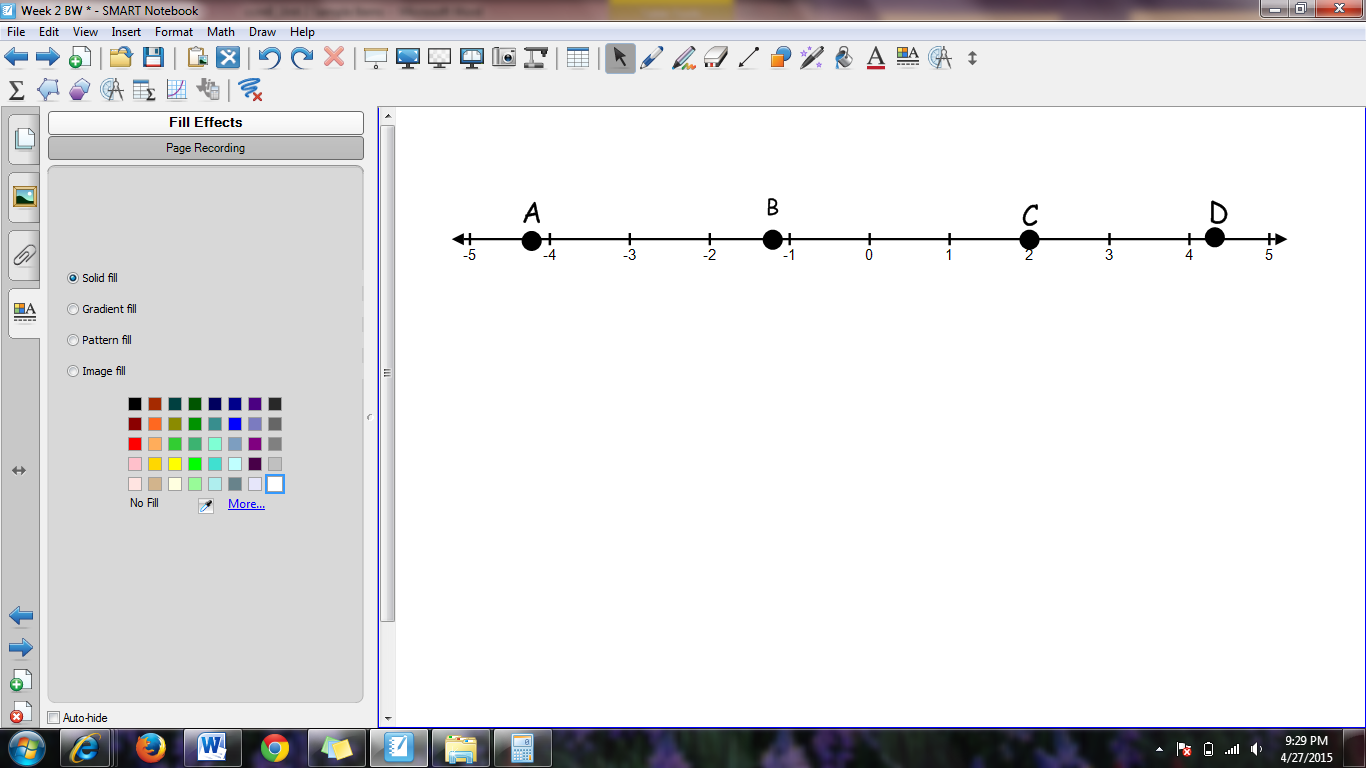 Week 2 BW * - SMART Notebook
File Edit View Insert Format Math Draw Help
Fill Effects
Page Recording
Solid fill
Gradient fill
Pattern fill
Image fill
No Fill More...
Auto-hide
A B C D
-5 -4 -3 -2 -1 0 1 2 3 4 5
9:29 PM
4/27/2015